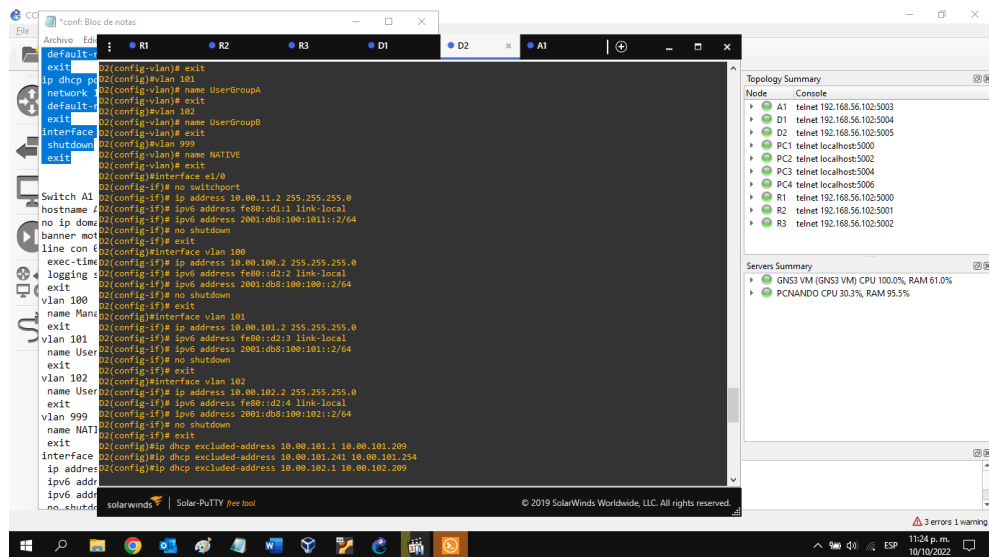 CC
*conf: Bloc de notas
File
Archivo
R1
R2
R3
D1
D2
A1
default-r
exit
ip dhcp po
network 1
default-r
exit
interface
shutdown
exit
Switch A1
hostname A
no ip doma
banner mot
line con 0
exec-time
logging s
exit
vlan 100
name Mana
exit
vlan 101
name User
exit
vlan 102
name User
exit
vlan 999
name NATI
exit
interface
ip addres
ipv6 addr
ipv6 addr
no shutdo
D2(config-vlan)# exit
D2(config)#vlan 101
D2(config-vlan)# name UserGroupA
D2(config-vlan)# exit
D2(config)#vlan 102
D2(config-vlan)# name UserGroupB
D2(config-vlan)# exit
D2(config)#vlan 999
D2(config-vlan)# name NATIVE
D2(config-vlan)# exit
D2(config)#interface e1/0
D2(config-if)# no switchport
D2(config-if)# ip address 10.00.11.2 255.255.255.0
D2(config-if)# ipv6 address fe80::d1:1 link-local
D2(config-if)# ipv6 address 2001:db8:100:1011::2/64
D2(config-if)# no shutdown
D2(config-if)# exit
D2(config)#interface vlan 100
D2(config-if)# ip address 10.00.100.2 255.255.255.0
D2(config-if)# ipv6 address fe80::d2:2 link-local
D2(config-if)# ipv6 address 2001:db8:100:100::2/64
D2(config-if)# no shutdown
D2(config-if)# exit
D2(config)#interface vlan 101
D2(config-if)# ip address 10.00.101.2 255.255.255.0
D2(config-if)# ipv6 address fe80::d2:3 link-local
D2(config-if)# ipv6 address 2001:db8:100:101::2/64
D2(config-if)# no shutdown
D2(config-if)# exit
D2(config)#interface vlan 102
D2(config-if)# ip address 10.00.102.2 255.255.255.0
D2(config-if)# ipv6 address fe80::d2:4 link-local
D2(config-if)# ipv6 address 2001:db8:100:102::2/64
D2(config-if)# no shutdown
D2(config-if)# exit
D2(config)#ip dhcp excluded-address 10.00.101.1 10.00.101.209
D2(config)#ip dhcp excluded-address 10.00.101.241 10.00.101.254
D2(config)#ip dhcp excluded-address 10.00.102.1 10.00.102.209
solarwinds Solar-PuTTY free tool
© 2019 SolarWinds Worldwide, LLC. All rights reserved.
Topology Summary
Node Console
A1 telnet 192.168.56.102:5003
D1 telnet 192.168.56.102:5004
D2 telnet 192.168.56.102:5005
PC1 telnet localhost:5000
PC2 telnet localhost:5002
PC3 telnet localhost:5004
PC4 telnet localhost:5006
R1 telnet 192.168.56.102:5000
R2 telnet 192.168.56.102:5001
R3 telnet 192.168.56.102:5002
Servers Summary
GNS3 VM (GNS3 VM) CPU 100.0%, RAM 61.0%
PCNANDO CPU 30.3%, RAM 95.5%
3 errors 1 warning
ESP
11:24 p. m.
10/10/2022